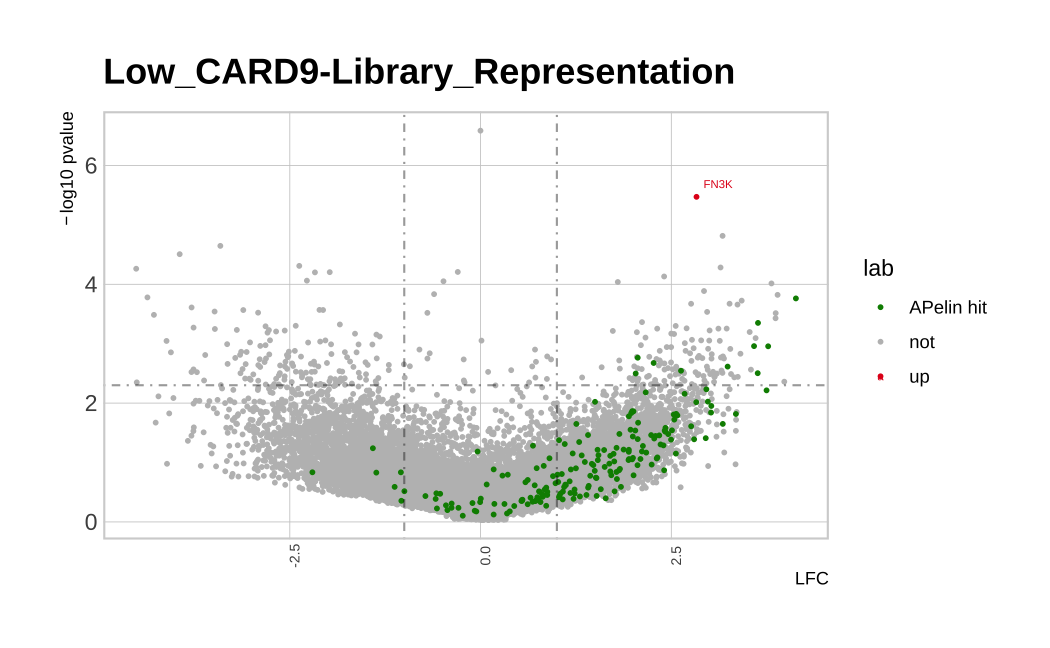 Low_CARD9-Library_Representation
−log10 pvalue
6
4
2
0
FN3K
-2.5
0.0
2.5
LFC
lab
APelin hit
not
up